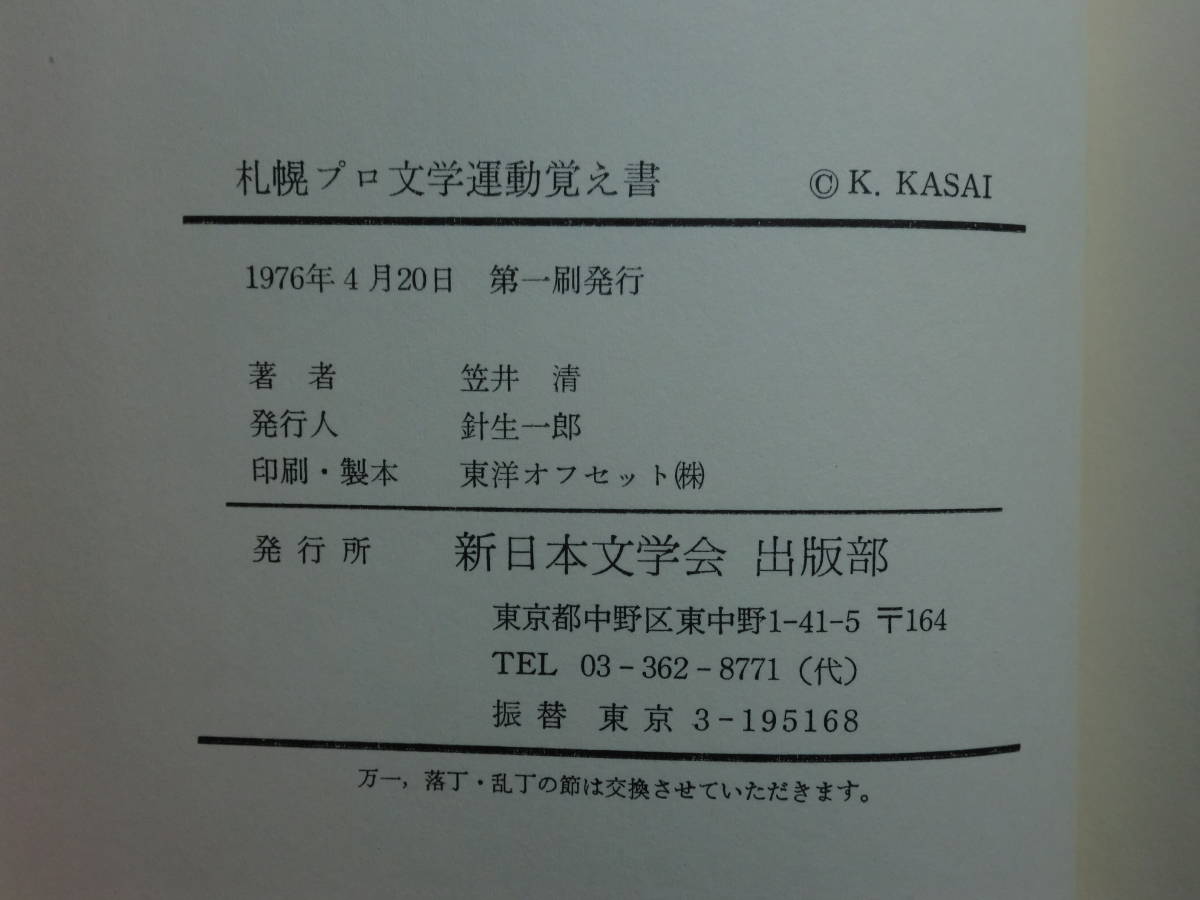 札幌プロ文学運動覚え書 © K. KASAI
1976年4月20日 第一刷発行
著 者 笠井 清
発行人 針生一郎
印刷・製本 東洋オフセット㈱
発行所 新日本文学会 出版部
東京都中野区東中野1-41-5 〒164
TEL 03-362-8771（代）
振替 東京 3-195168
万一，落丁・乱丁の節は交換させていただきます。